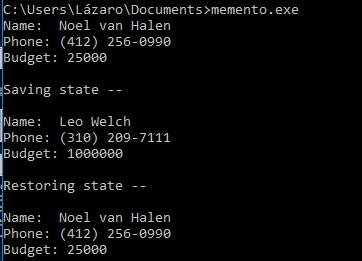 C:\Users\Lázaro\Documents>memento.exe
Name:  Noel van Halen
Phone: (412) 256-0990
Budget: 25000
Saving state --
Name:  Leo Welch
Phone: (310) 209-7111
Budget: 1000000
Restoring state --
Name:  Noel van Halen
Phone: (412) 256-0990
Budget: 25000